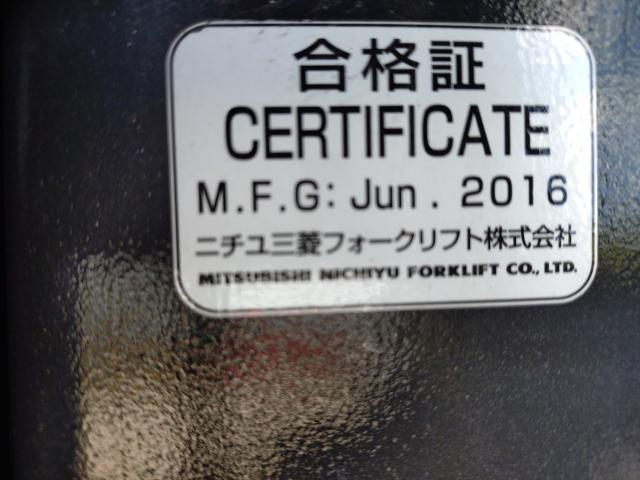 合格証
CERTIFICATE
M.F.G: Jun . 2016
ニチユ三菱フォークリフト株式会社
MITSUBISHI NICHIYU FORKLIFT CO., LTD.